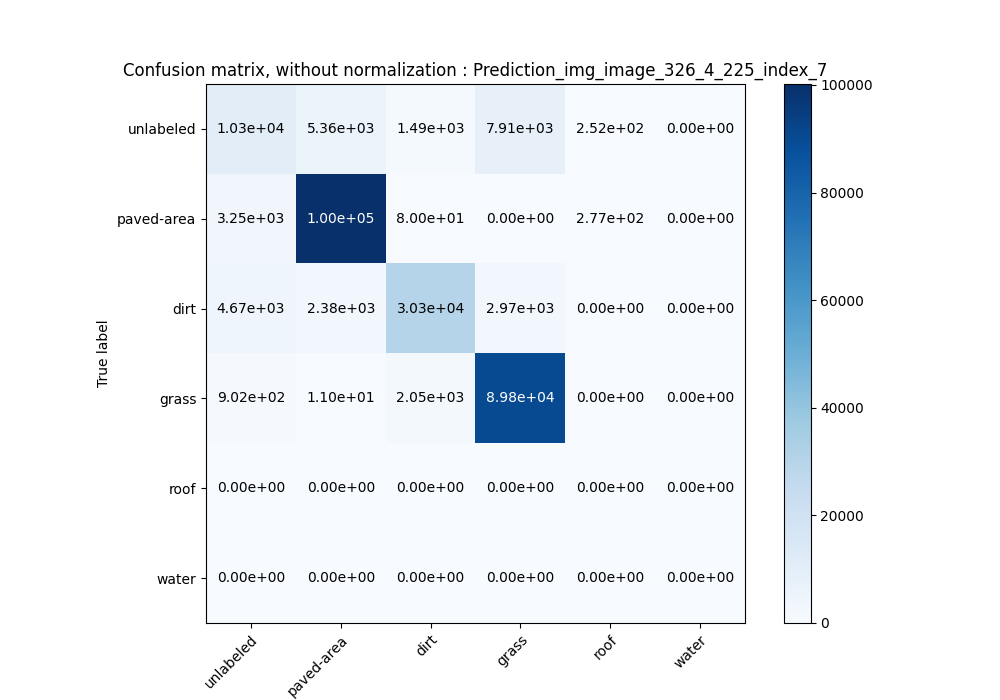 Confusion matrix, without normalization : Prediction_img_image_326_4_225_index_7
unlabeled 1.03e+04 5.36e+03 1.49e+03 7.91e+03 2.52e+02 0.00e+00
paved-area 3.25e+03 1.00e+05 8.00e+01 0.00e+00 2.77e+02 0.00e+00
dirt 4.67e+03 2.38e+03 3.03e+04 2.97e+03 0.00e+00 0.00e+00
grass 9.02e+02 1.10e+01 2.05e+03 8.98e+04 0.00e+00 0.00e+00
roof 0.00e+00 0.00e+00 0.00e+00 0.00e+00 0.00e+00 0.00e+00
water 0.00e+00 0.00e+00 0.00e+00 0.00e+00 0.00e+00 0.00e+00
True label
unlabeled paved-area dirt grass roof water
100000
80000
60000
40000
20000
0